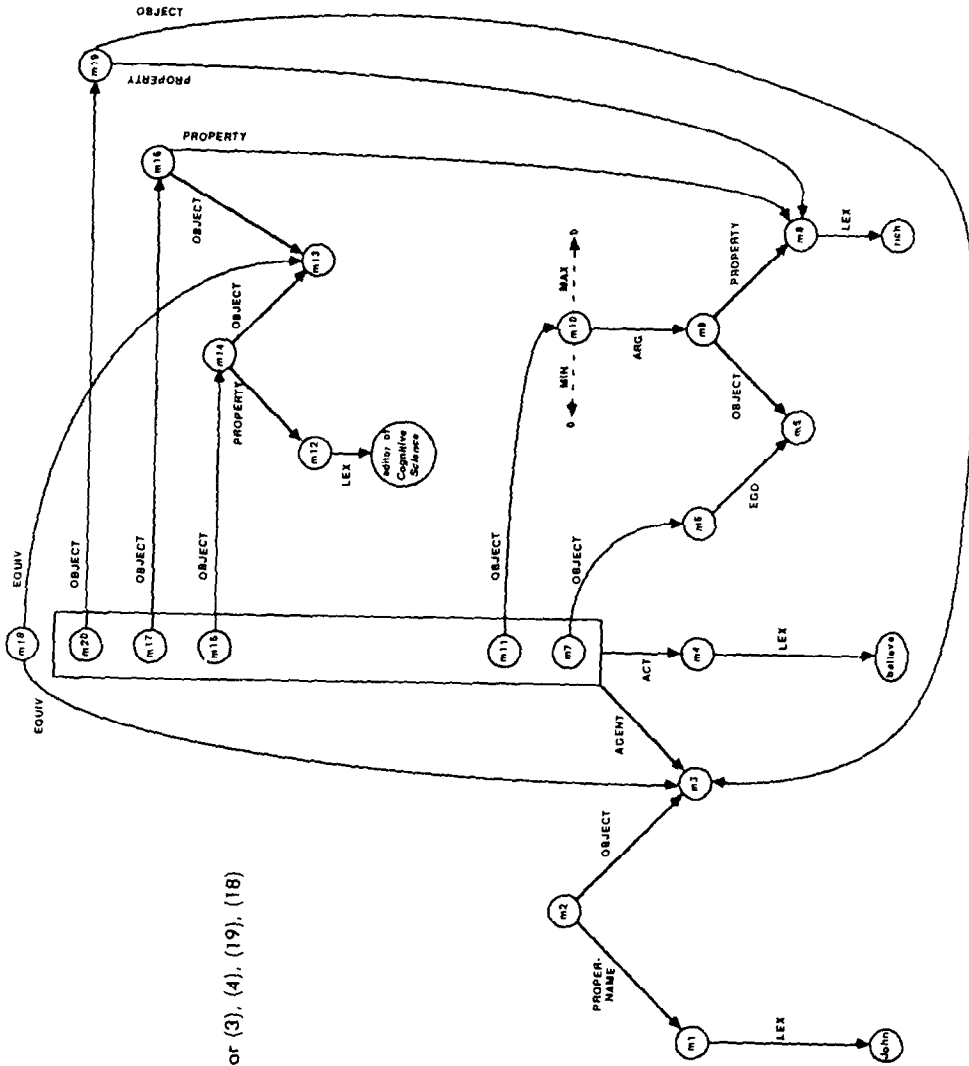 OBJECT
m19
PROPERTY
m16
PROPERTY
OBJECT
m13
EQUIV
m18
OBJECT
m20
OBJECT
m17
OBJECT
m15
m14
OBJECT
PROPERTY
m12
LEX
editor of
Cognitive
Science
EQUIV
OBJECT
m11
OBJECT
m7
0
MIN
m10
MAX
0
ARG
m9
PROPERTY
m8
LEX
rich
OBJECT
m5
EGO
m6
ACT
m4
LEX
believe
AGENT
m3
OBJECT
m2
PROPER-
NAME
m1
LEX
John
or (3), (4), (19), (18)